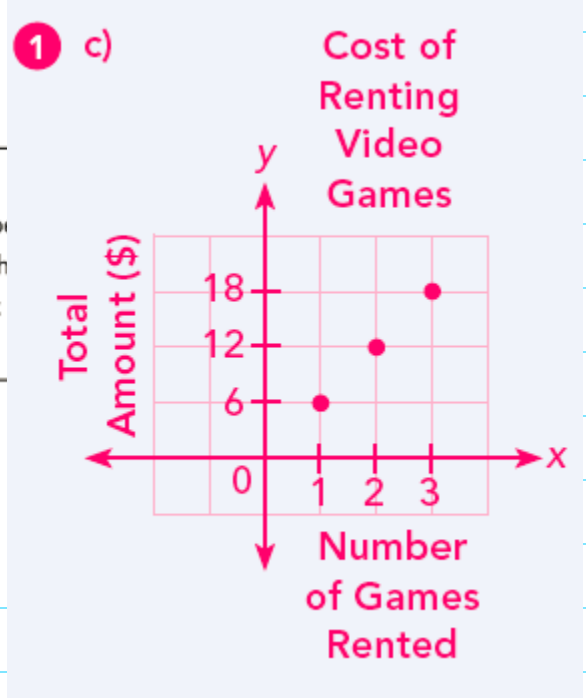 1 c)
Cost of
Renting
Video
Games
y
Total
Amount ($)
18
12
6
0
1 2 3
x
Number
of Games
Rented